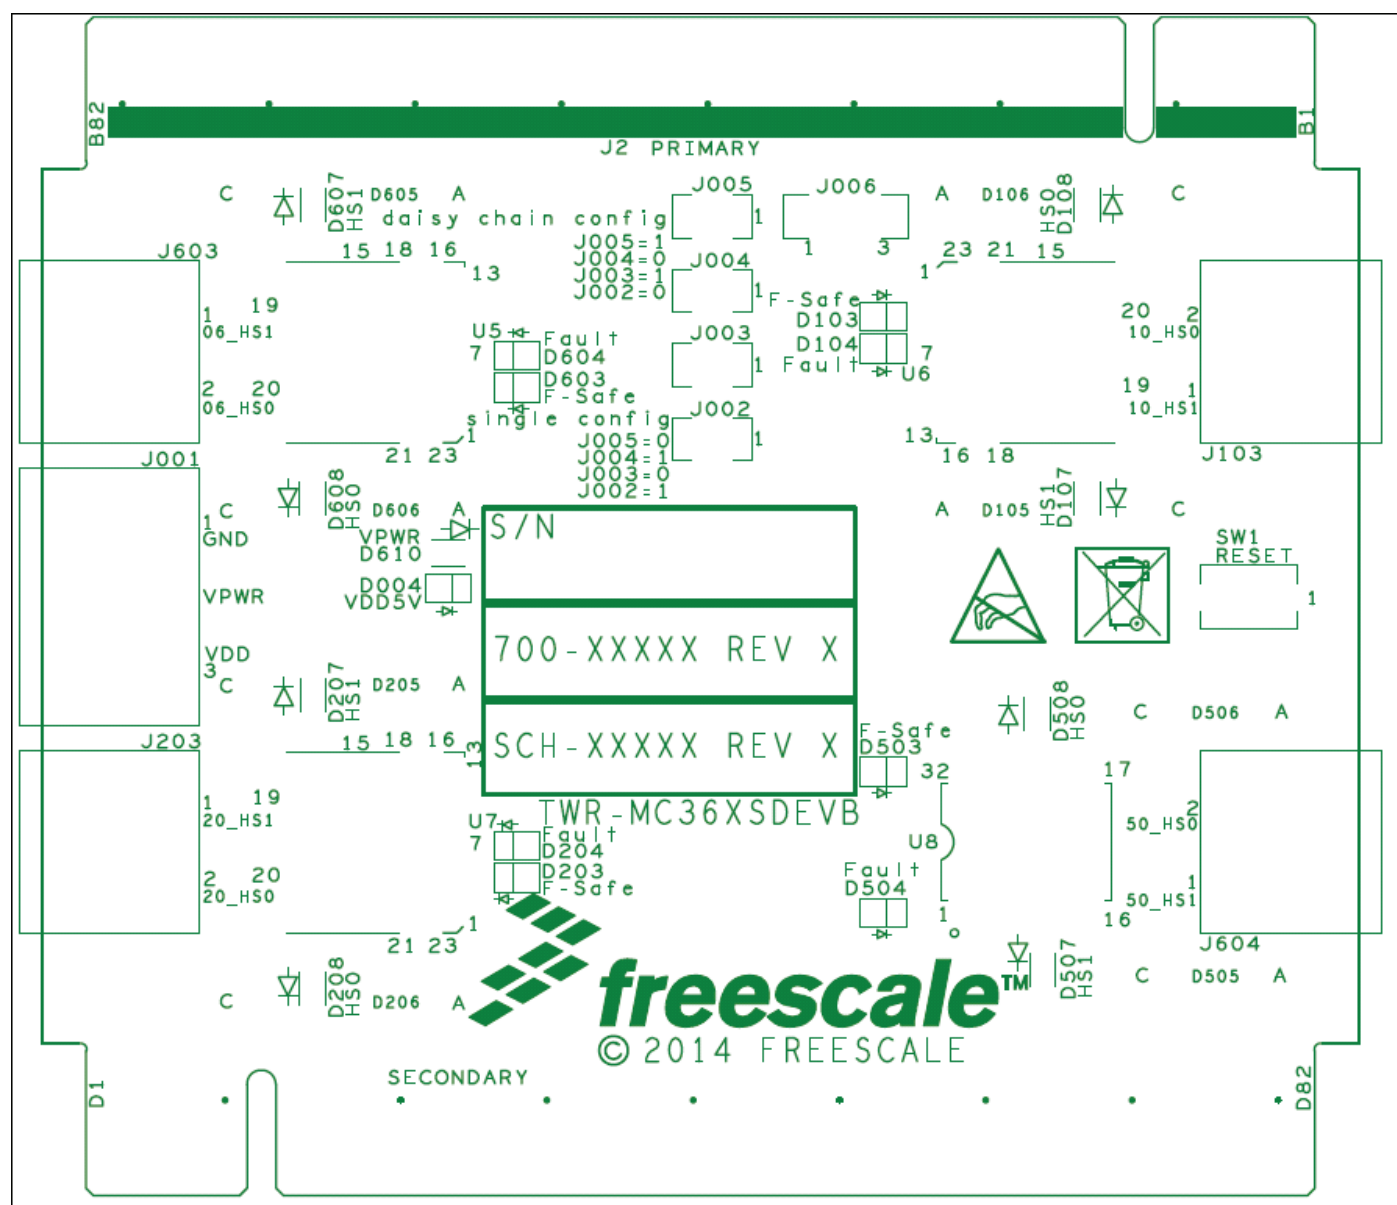 B82
B1
J2 PRIMARY
C
D607
HS1
D605
A
J005
1
J006
1
3
A
D106
HS0
D108
C
daisy chain config
J005=1
J004=0
J003=1
J002=0
J603
15 18 16
13
J004
1
23 21 15
1
1 19
06_HS1
2 20
06_HS0
U5
7
Fault
D604
D603
F-Safe
F-Safe
D103
D104
Fault
7
U6
J003
1
20 2
10_HS0
19 1
10_HS1
single config
J005=0
J004=1
J003=0
J002=1
J002
1
1
21 23
13
16 18
J103
J001
C
D608
HS0
D606
A
A
D105
HS1
D107
C
1
GND
VPWR
VDD
3
VPWR
D610
D004
VDD5V
S/N
700-XXXXX REV X
SCH-XXXXX REV X
TWR-MC36XSDEVB
SW1
RESET
1
C
D207
HS1
D205
A
D508
HS0
C
D506
A
J203
15 18 16
13
F-Safe
D503
32
17
1 19
20_HS1
2 20
20_HS0
U7
7
Fault
D204
D203
F-Safe
U8
Fault
D504
1
16
2
50_HS0
1
50_HS1
J604
1
21 23
C
D208
HS0
D206
A
D507
HS1
C
D505
A
freescale™
© 2014 FREESCALE
SECONDARY
D1
D82